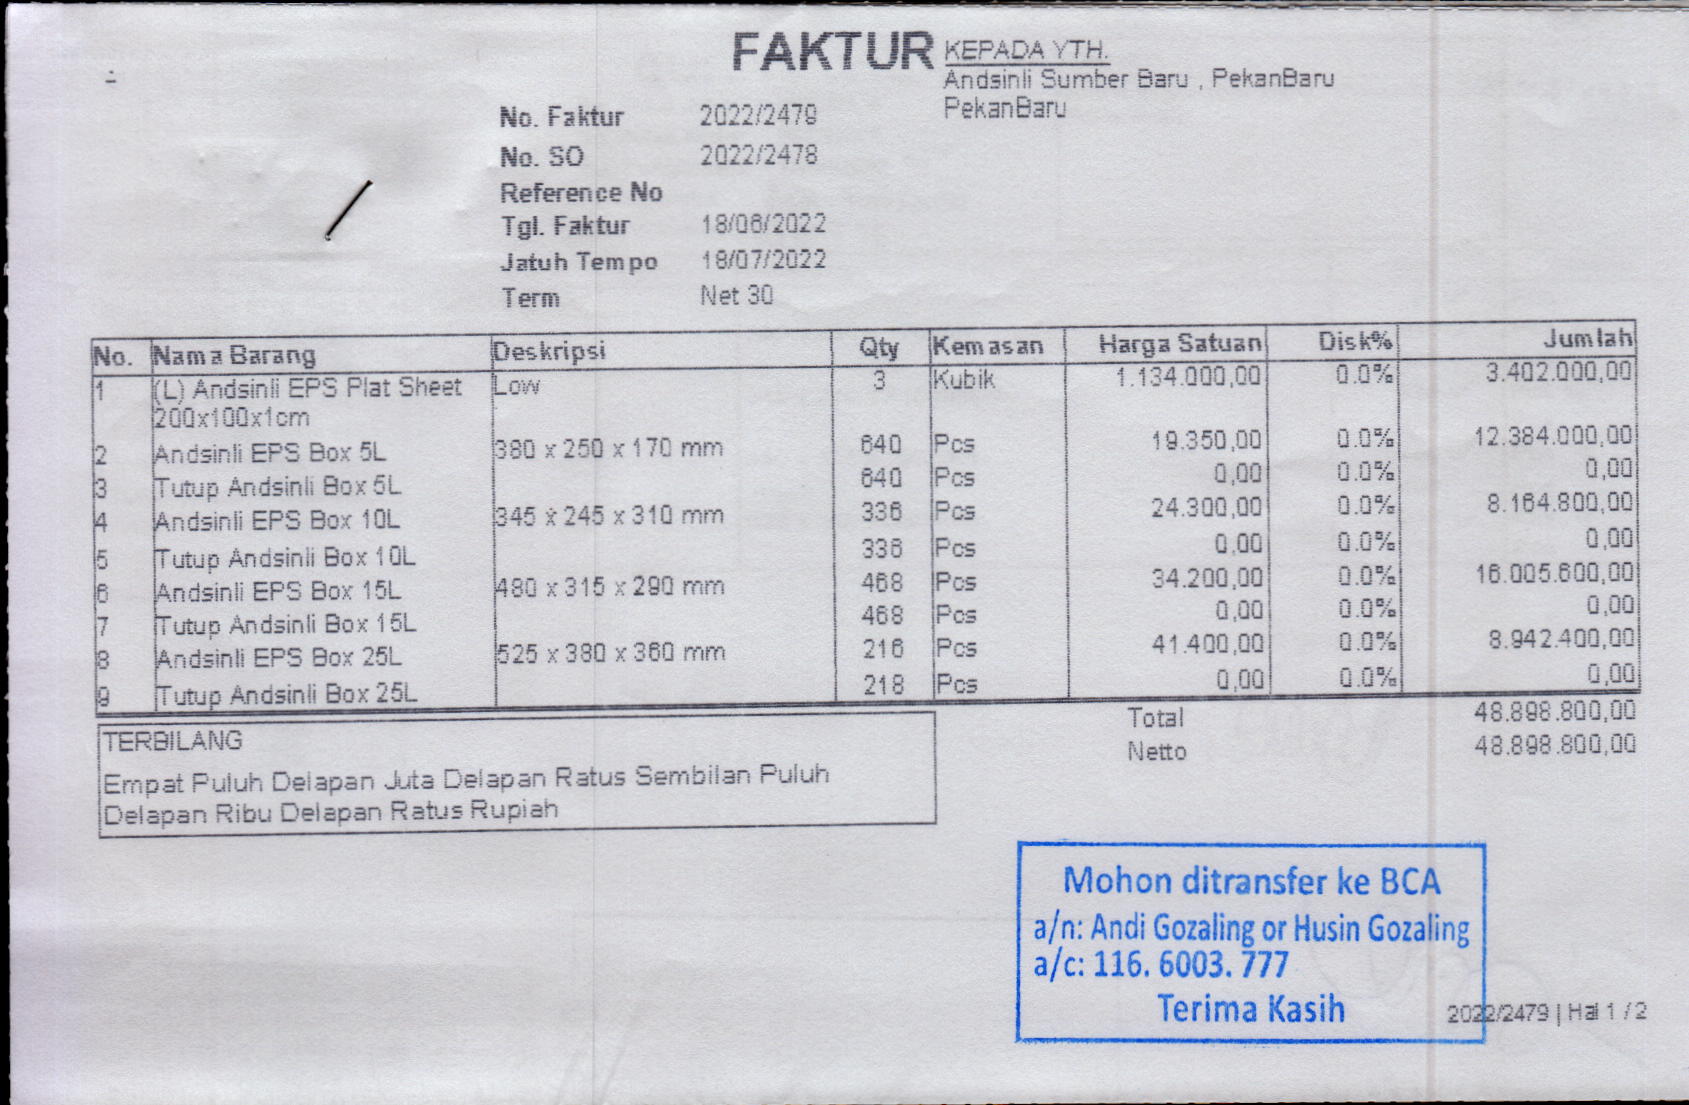 FAKTUR
KEPADA YTH.
Andsinli Sumber Baru , PekanBaru
PekanBaru
No. Faktur 2022/2479
No. SO 2022/2478
Reference No
Tgl. Faktur 18/06/2022
Jatuh Tempo 18/07/2022
Term Net 30
No. Nama Barang Deskripsi Qty Kemasan Harga Satuan Disk% Jumlah
1 (L) Andsinli EPS Plat Sheet Low 3 Kubik 1.134.000,00 0.0% 3.402.000,00
200x100x1cm
2 Andsinli EPS Box 5L 380 x 250 x 170 mm 640 Pcs 19.350,00 0.0% 12.384.000,00
3 Tutup Andsinli Box 5L 640 Pcs 0,00 0.0% 0,00
4 Andsinli EPS Box 10L 345 x 245 x 310 mm 336 Pcs 24.300,00 0.0% 8.164.800,00
5 Tutup Andsinli Box 10L 336 Pcs 0,00 0.0% 0,00
6 Andsinli EPS Box 15L 480 x 315 x 290 mm 468 Pcs 34.200,00 0.0% 16.005.600,00
7 Tutup Andsinli Box 15L 468 Pcs 0,00 0.0% 0,00
8 Andsinli EPS Box 25L 525 x 380 x 360 mm 216 Pcs 41.400,00 0.0% 8.942.400,00
9 Tutup Andsinli Box 25L 218 Pcs 0,00 0.0% 0,00
Total 48.898.800,00
Netto 48.898.800,00
TERBILANG
Empat Puluh Delapan Juta Delapan Ratus Sembilan Puluh
Delapan Ribu Delapan Ratus Rupiah
Mohon ditransfer ke BCA
a/n: Andi Gozaling or Husin Gozaling
a/c: 116. 6003. 777
Terima Kasih
2022/2479 | Hal 1 / 2